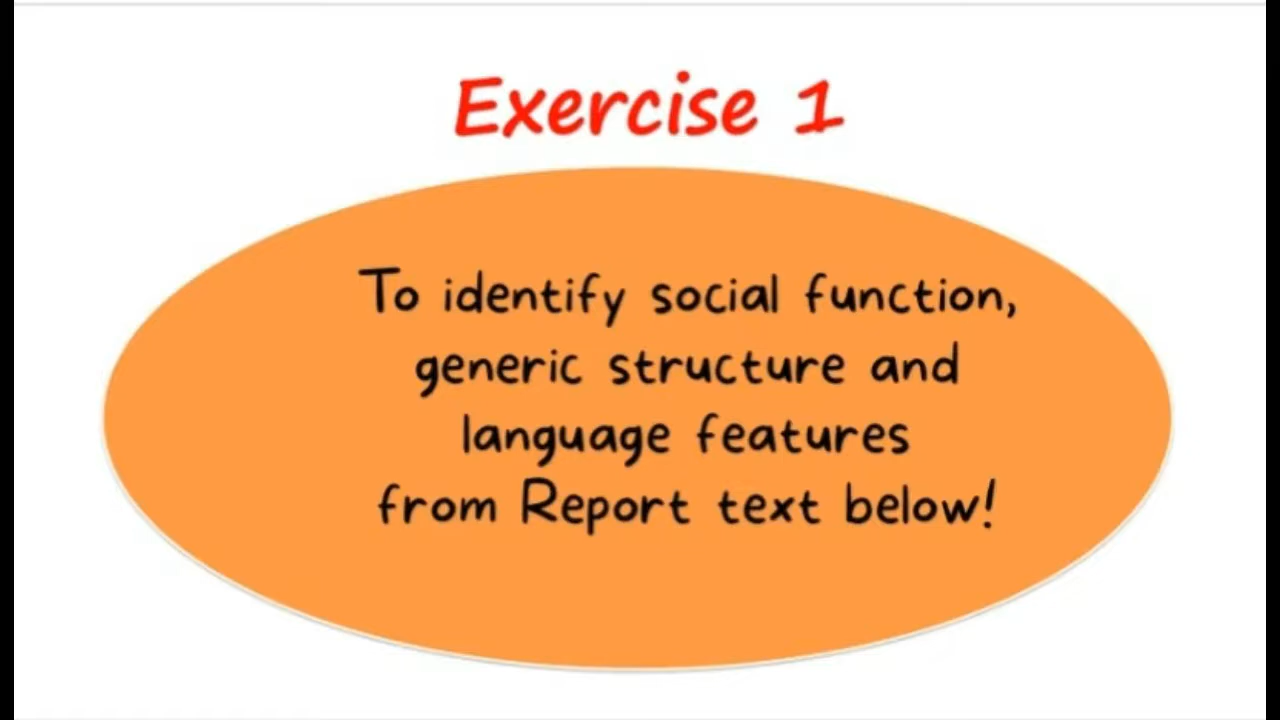 Exercise 1
To identify social function,
generic structure and
language features
from Report text below!